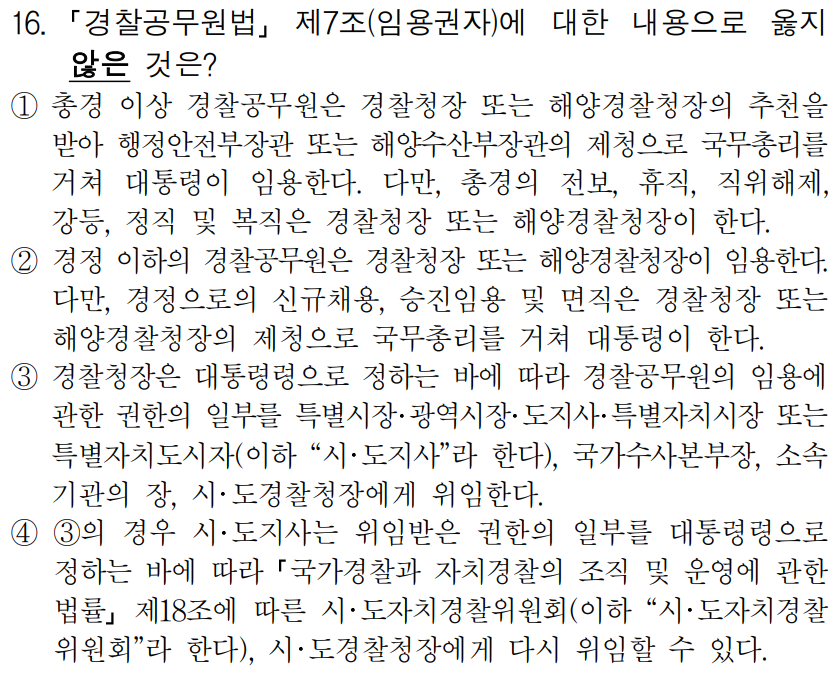 16. 「경찰공무원법」 제7조(임용권자)에 대한 내용으로 옳지
않은 것은?
① 총경 이상 경찰공무원은 경찰청장 또는 해양경찰청장의 추천을
받아 행정안전부장관 또는 해양수산부장관의 제청으로 국무총리를
거쳐 대통령이 임용한다. 다만, 총경의 전보, 휴직, 직위해제,
강등, 정직 및 복직은 경찰청장 또는 해양경찰청장이 한다.
② 경정 이하의 경찰공무원은 경찰청장 또는 해양경찰청장이 임용한다.
다만, 경정으로의 신규채용, 승진임용 및 면직은 경찰청장 또는
해양경찰청장의 제청으로 국무총리를 거쳐 대통령이 한다.
③ 경찰청장은 대통령령으로 정하는 바에 따라 경찰공무원의 임용에
관한 권한의 일부를 특별시장·광역시장·도지사·특별자치시장 또는
특별자치도시자(이하 “시·도지사”라 한다), 국가수사본부장, 소속
기관의 장, 시·도경찰청장에게 위임한다.
④ ③의 경우 시·도지사는 위임받은 권한의 일부를 대통령령으로
정하는 바에 따라 「국가경찰과 자치경찰의 조직 및 운영에 관한
법률」 제18조에 따른 시·도자치경찰위원회(이하 “시·도자치경찰
위원회”라 한다), 시·도경찰청장에게 다시 위임할 수 있다.